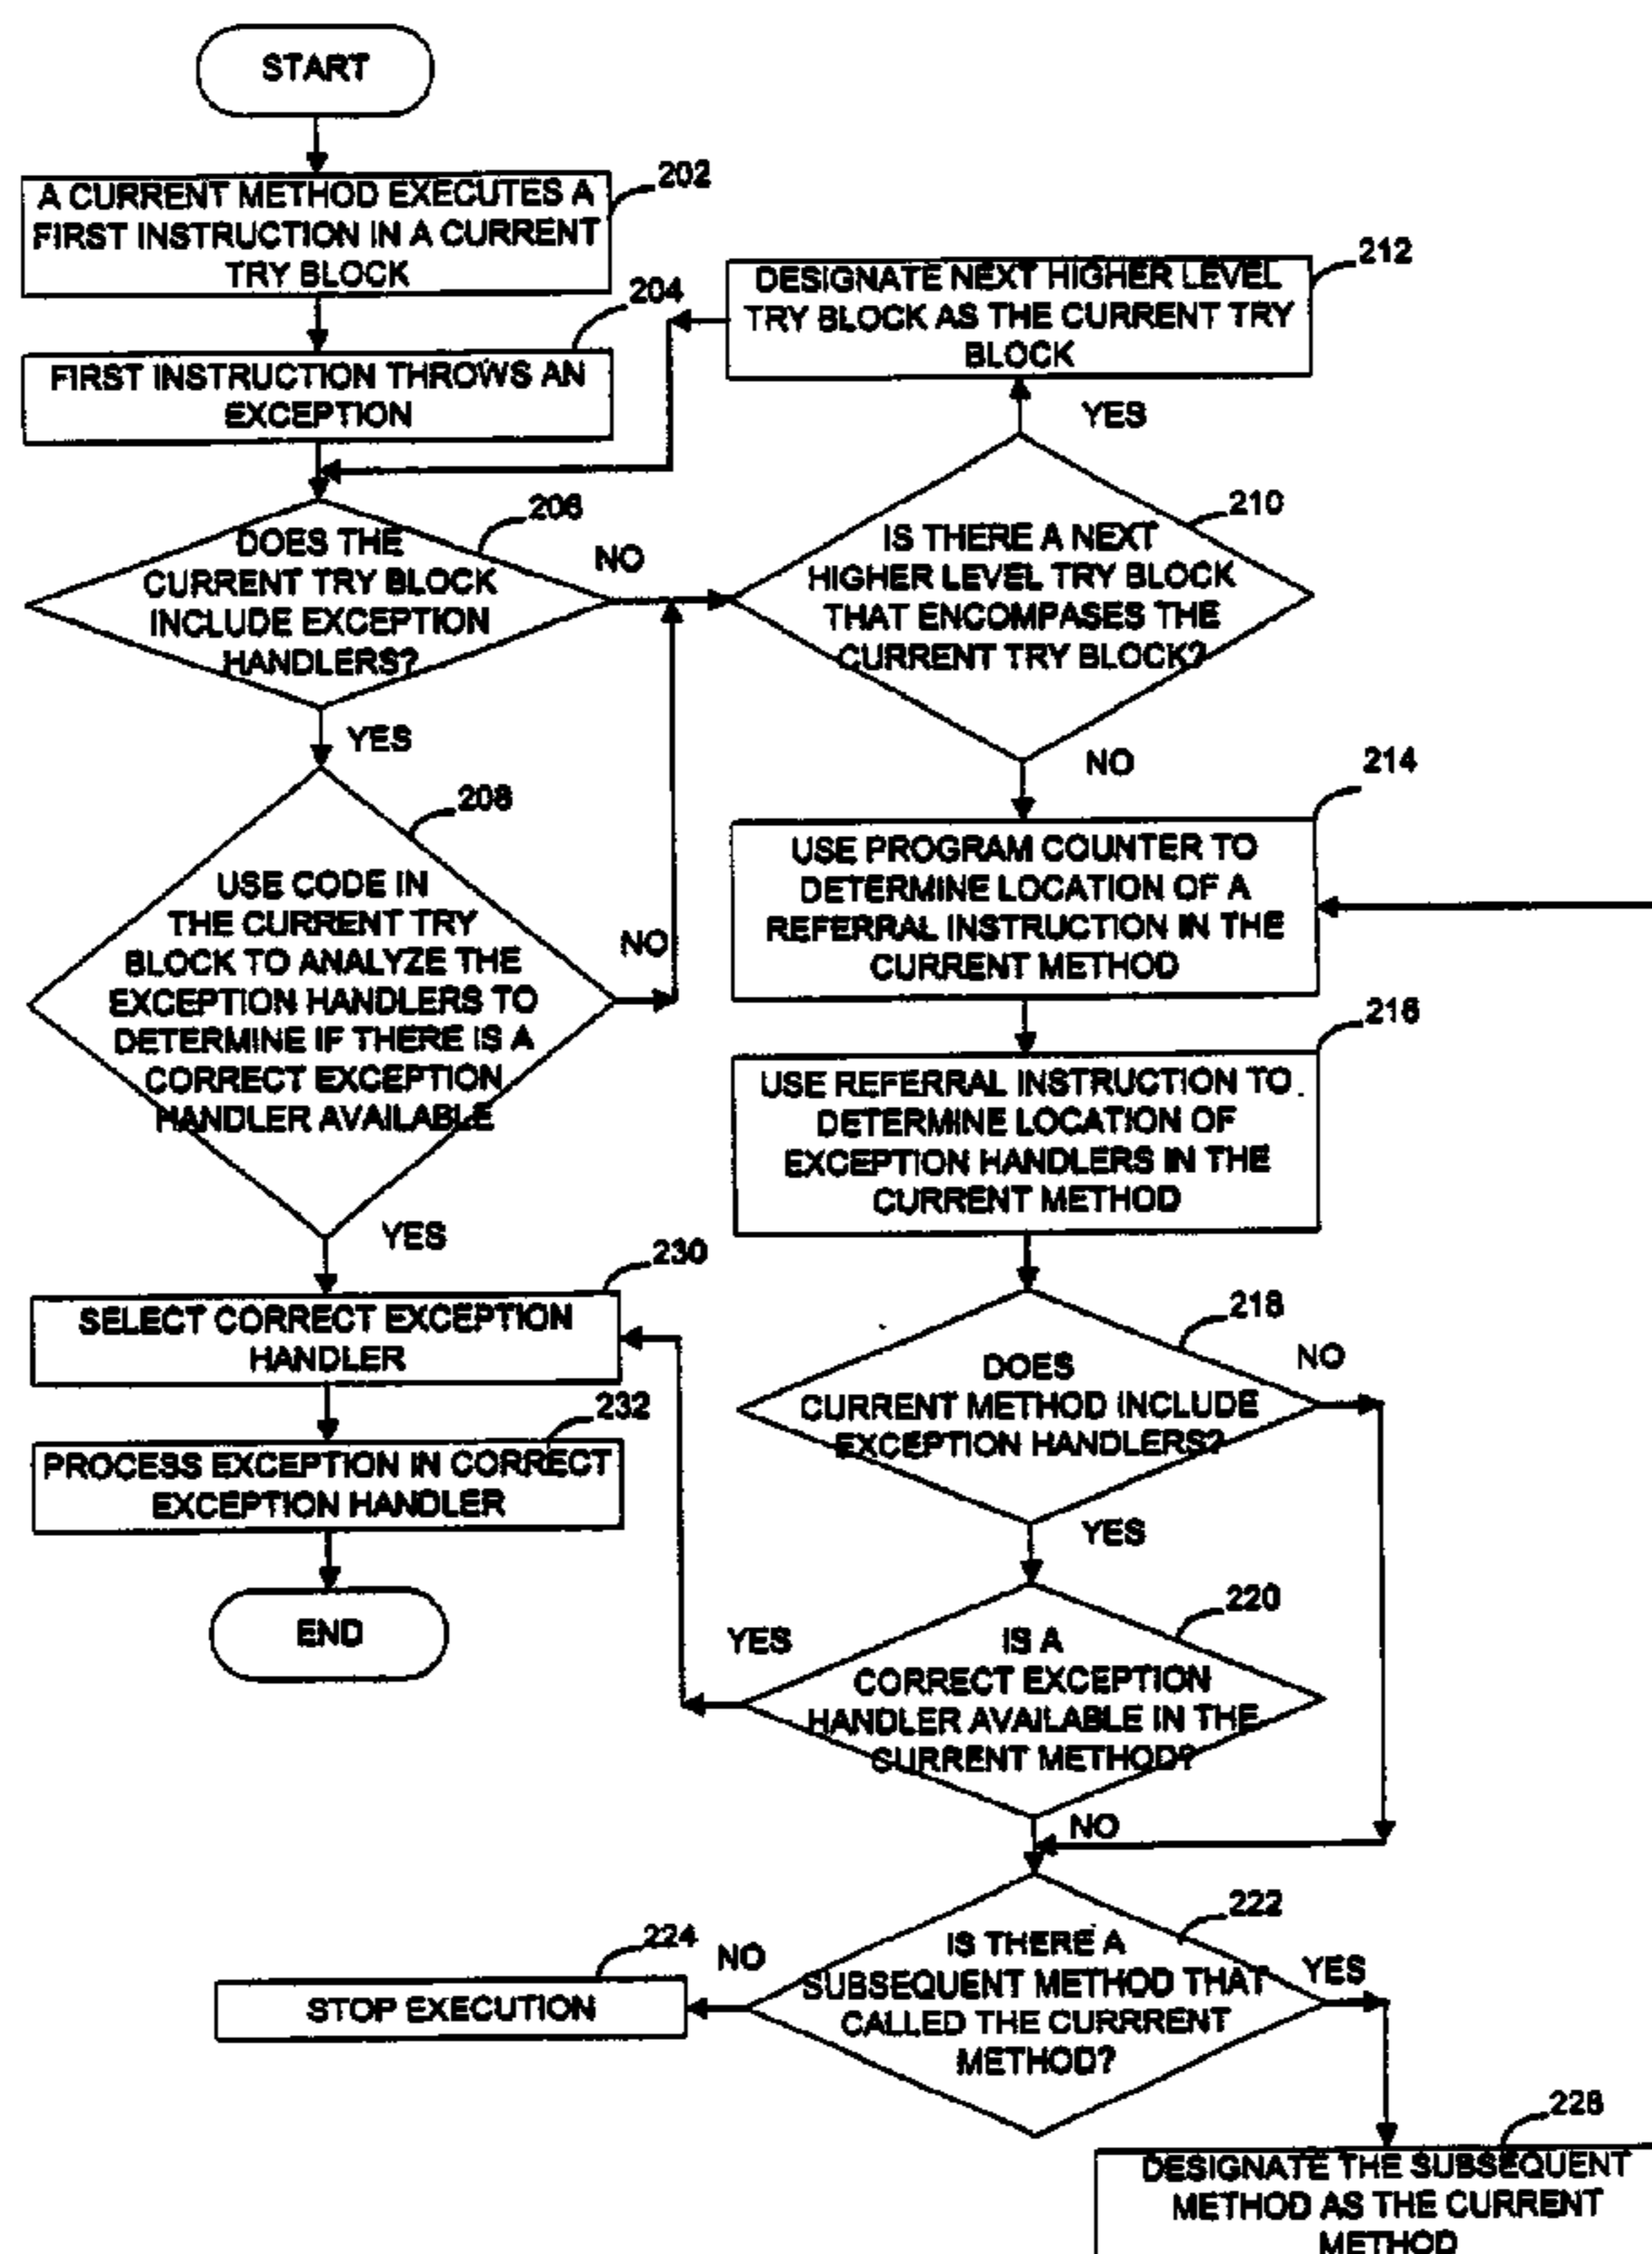 START
202
A CURRENT METHOD EXECUTES A
FIRST INSTRUCTION IN A CURRENT
TRY BLOCK
204
FIRST INSTRUCTION THROWS AN
EXCEPTION
212
DESIGNATE NEXT HIGHER LEVEL
TRY BLOCK AS THE CURRENT TRY
BLOCK
YES
206
DOES THE
CURRENT TRY BLOCK
INCLUDE EXCEPTION
HANDLERS?
NO
210
IS THERE A NEXT
HIGHER LEVEL TRY BLOCK
THAT ENCOMPASES THE
CURRENT TRY BLOCK?
YES
NO
208
USE CODE IN
THE CURRENT TRY
BLOCK TO ANALYZE THE
EXCEPTION HANDLERS TO
DETERMINE IF THERE IS A
CORRECT EXCEPTION
HANDLER AVAILABLE
NO
214
USE PROGRAM COUNTER TO
DETERMINE LOCATION OF A
REFERRAL INSTRUCTION IN THE
CURRENT METHOD
216
USE REFERRAL INSTRUCTION TO
DETERMINE LOCATION OF
EXCEPTION HANDLERS IN THE
CURRENT METHOD
YES
230
SELECT CORRECT EXCEPTION
HANDLER
232
PROCESS EXCEPTION IN CORRECT
EXCEPTION HANDLER
END
218
DOES
CURRENT METHOD INCLUDE
EXCEPTION HANDLERS?
NO
YES
220
IS A
CORRECT EXCEPTION
HANDLER AVAILABLE IN THE
CURRENT METHOD?
YES
NO
222
IS THERE A
SUBSEQUENT METHOD THAT
CALLED THE CURRRENT
METHOD?
NO
224
STOP EXECUTION
YES
228
DESIGNATE THE SUBSEQUENT
METHOD AS THE CURRENT
METHOD